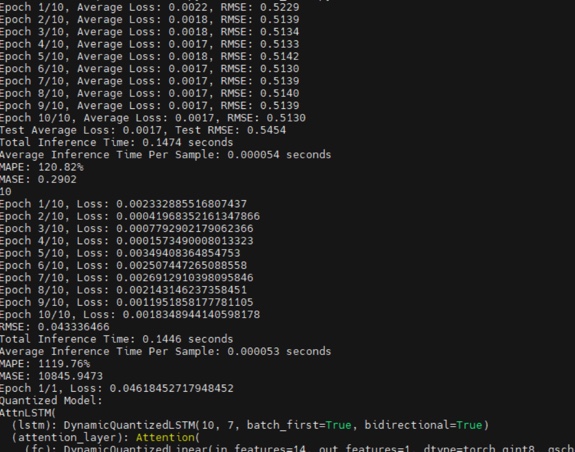 Epoch 1/10, Average Loss: 0.0022, RMSE: 0.5229
Epoch 2/10, Average Loss: 0.0018, RMSE: 0.5139
Epoch 3/10, Average Loss: 0.0018, RMSE: 0.5134
Epoch 4/10, Average Loss: 0.0017, RMSE: 0.5133
Epoch 5/10, Average Loss: 0.0018, RMSE: 0.5142
Epoch 6/10, Average Loss: 0.0017, RMSE: 0.5130
Epoch 7/10, Average Loss: 0.0017, RMSE: 0.5139
Epoch 8/10, Average Loss: 0.0017, RMSE: 0.5140
Epoch 9/10, Average Loss: 0.0017, RMSE: 0.5139
Epoch 10/10, Average Loss: 0.0017, RMSE: 0.5130
Test Average Loss: 0.0017, Test RMSE: 0.5454
Total Inference Time: 0.1474 seconds
Average Inference Time Per Sample: 0.000054 seconds
MAPE: 120.82%
MASE: 0.2902
10
Epoch 1/10, Loss: 0.002332885516807437
Epoch 2/10, Loss: 0.00041968352161347866
Epoch 3/10, Loss: 0.0007792902179062366
Epoch 4/10, Loss: 0.0001573490008013323
Epoch 5/10, Loss: 0.00349408364854753
Epoch 6/10, Loss: 0.002507447265088558
Epoch 7/10, Loss: 0.0026912910398095846
Epoch 8/10, Loss: 0.002143146237358451
Epoch 9/10, Loss: 0.0011951858177781105
Epoch 10/10, Loss: 0.0018348944140598178
RMSE: 0.043336466
Total Inference Time: 0.1446 seconds
Average Inference Time Per Sample: 0.000053 seconds
MAPE: 1119.76%
MASE: 10845.9473
Epoch 1/1, Loss: 0.04618452717948452
Quantized Model:
AttnLSTM(
(lstm): DynamicQuantizedLSTM(10, 7, batch_first=True, bidirectional=True)
(attention_layer): Attention(
(fc): DynamicQuantizedLinear(in_features=14, out_features=1, dtype=torch.qint8, qsch